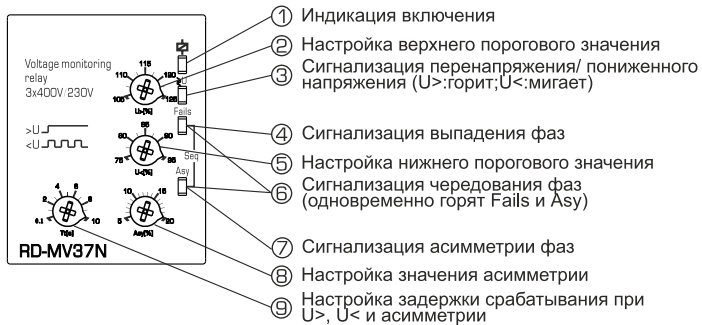 ① Индикация включения
② Настройка верхнего порогового значения
③ Сигнализация перенапряжения/ пониженного
напряжения (U>:горит;U<:мигает)
④ Сигнализация выпадения фаз
⑤ Настройка нижнего порогового значения
⑥ Сигнализация чередования фаз
(одновременно горят Fails и Asy)
⑦ Сигнализация асимметрии фаз
⑧ Настройка значения асимметрии
⑨ Настройка задержки срабатывания при
U>, U< и асимметрии
Voltage monitoring
relay
3x400V/230V
115
110 120
105 125
U>[%]
Fails
>U
<U
85
80 90
75 95
U<[%]
Seq
Asy
4 6
2 8
0.1 10
Tt[s]
10 15
5 20
Asy[%]
RD-MV37N